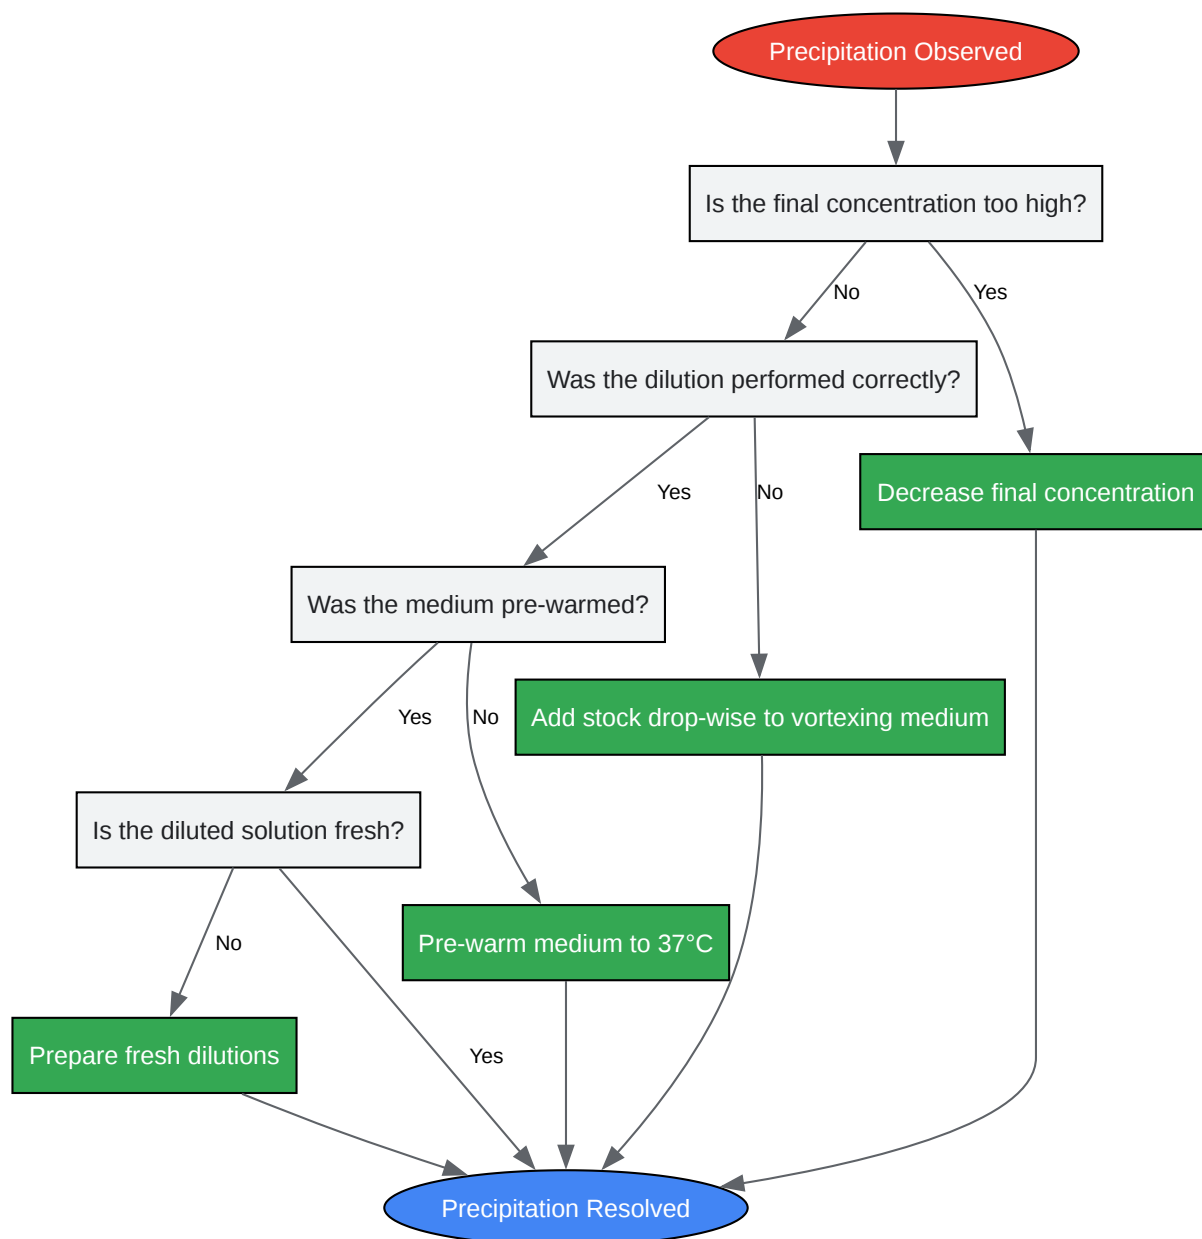 Precipitation Observed
Is the final concentration too high?
No
Yes
Was the dilution performed correctly?
Yes
No
Decrease final concentration
Was the medium pre-warmed?
Yes
No
Add stock drop-wise to vortexing medium
Is the diluted solution fresh?
No
Pre-warm medium to 37°C
Prepare fresh dilutions
Yes
Precipitation Resolved